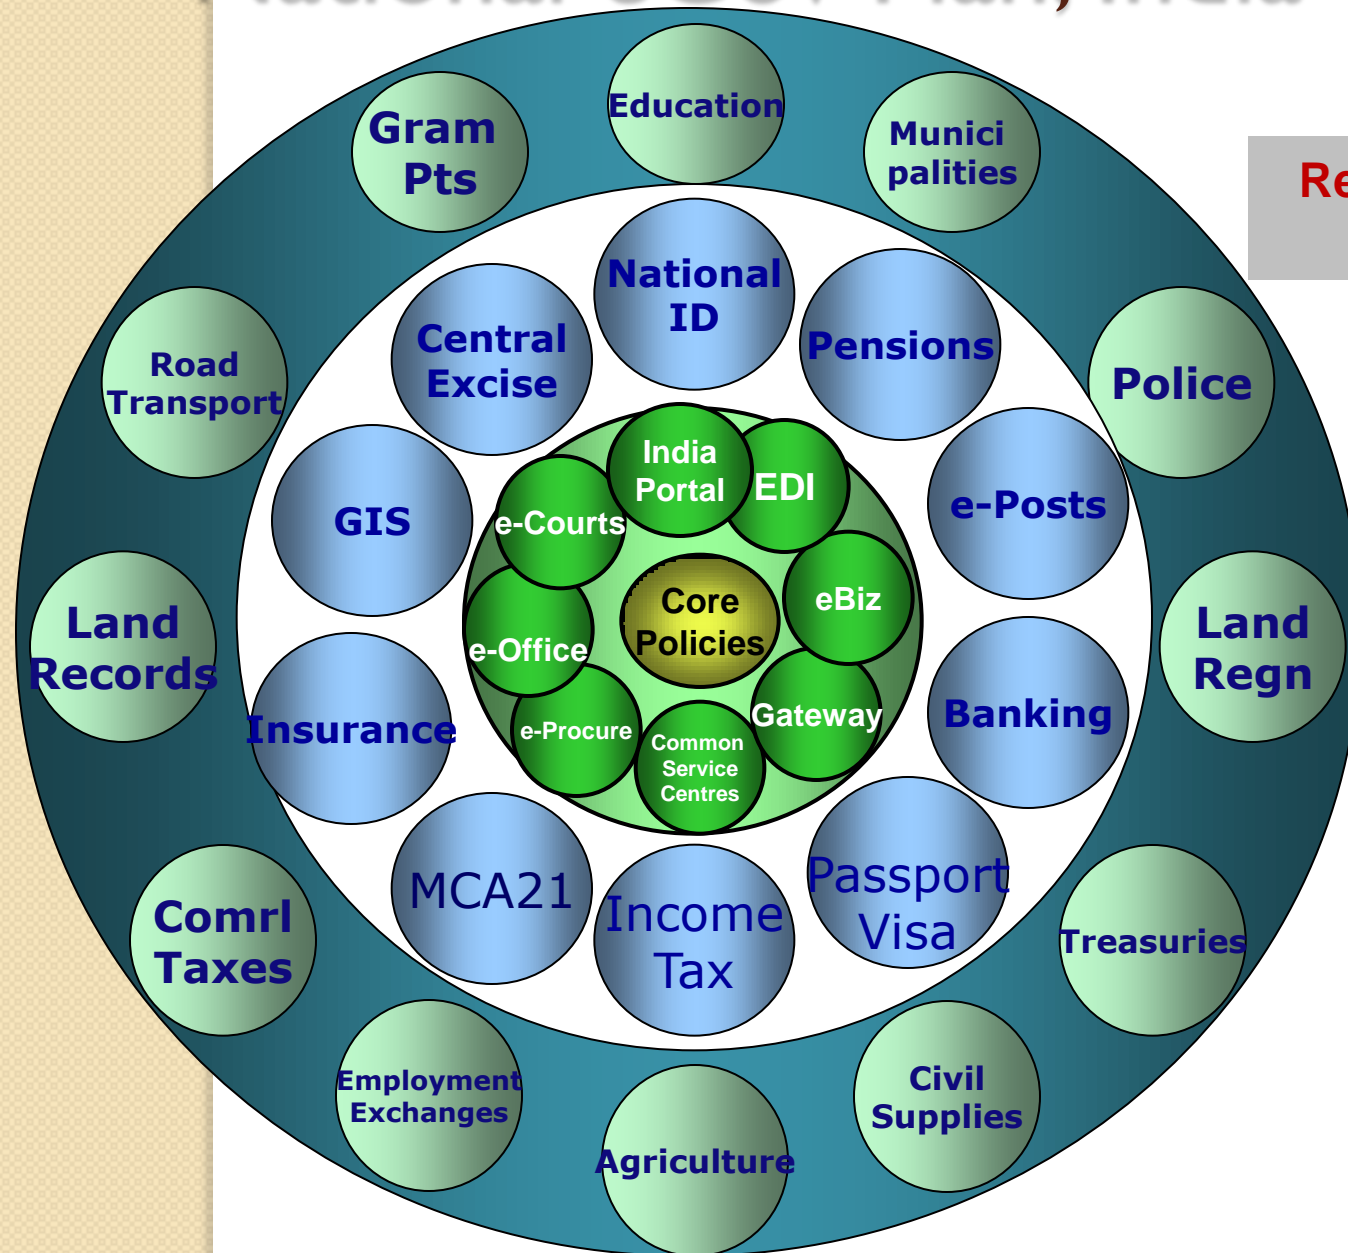 Education
Gram
Pts
Munici
palities
National
ID
Central
Excise
Pensions
Road
Transport
Police
India
Portal
EDI
e-Posts
GIS
e-Courts
Core
Policies
eBiz
Land
Records
e-Office
Land
Regn
Insurance
e-Procure
Common
Service
Centres
Gateway
Banking
MCA21
Income
Tax
Passport
Visa
Comrl
Taxes
Treasuries
Employment
Exchanges
Civil
Supplies
Agriculture